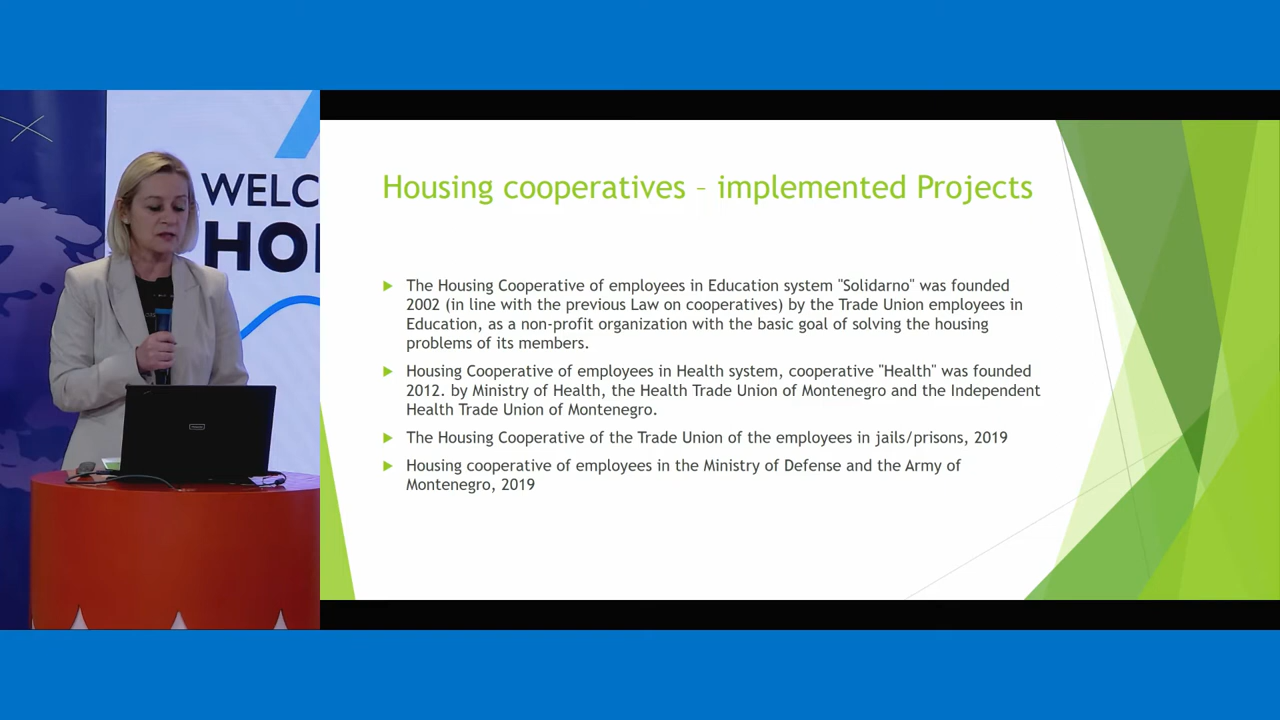 WELC
HO
Housing cooperatives – implemented Projects
The Housing Cooperative of employees in Education system "Solidarno" was founded
2002 (in line with the previous Law on cooperatives) by the Trade Union employees in
Education, as a non-profit organization with the basic goal of solving the housing
problems of its members.
Housing Cooperative of employees in Health system, cooperative "Health" was founded
2012. by Ministry of Health, the Health Trade Union of Montenegro and the Independent
Health Trade Union of Montenegro.
The Housing Cooperative of the Trade Union of the employees in jails/prisons, 2019
Housing cooperative of employees in the Ministry of Defense and the Army of
Montenegro, 2019